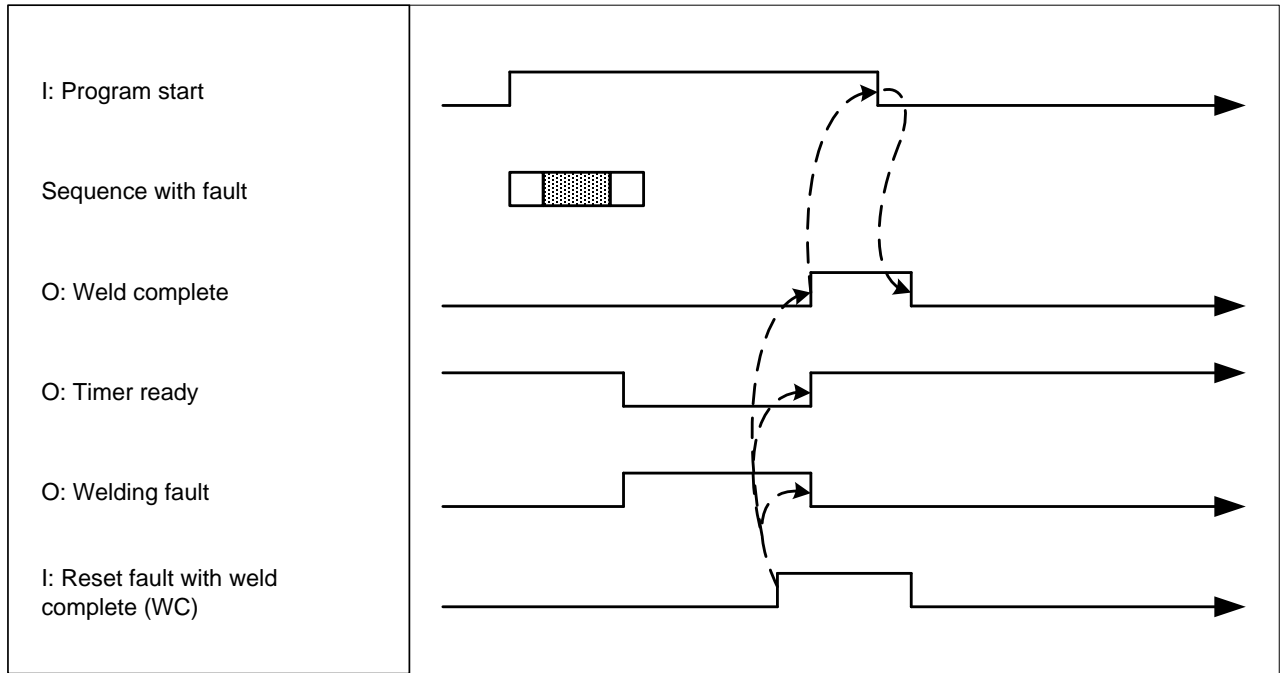 I: Program start
Sequence with fault
O: Weld complete
O: Timer ready
O: Welding fault
I: Reset fault with weld
complete (WC)